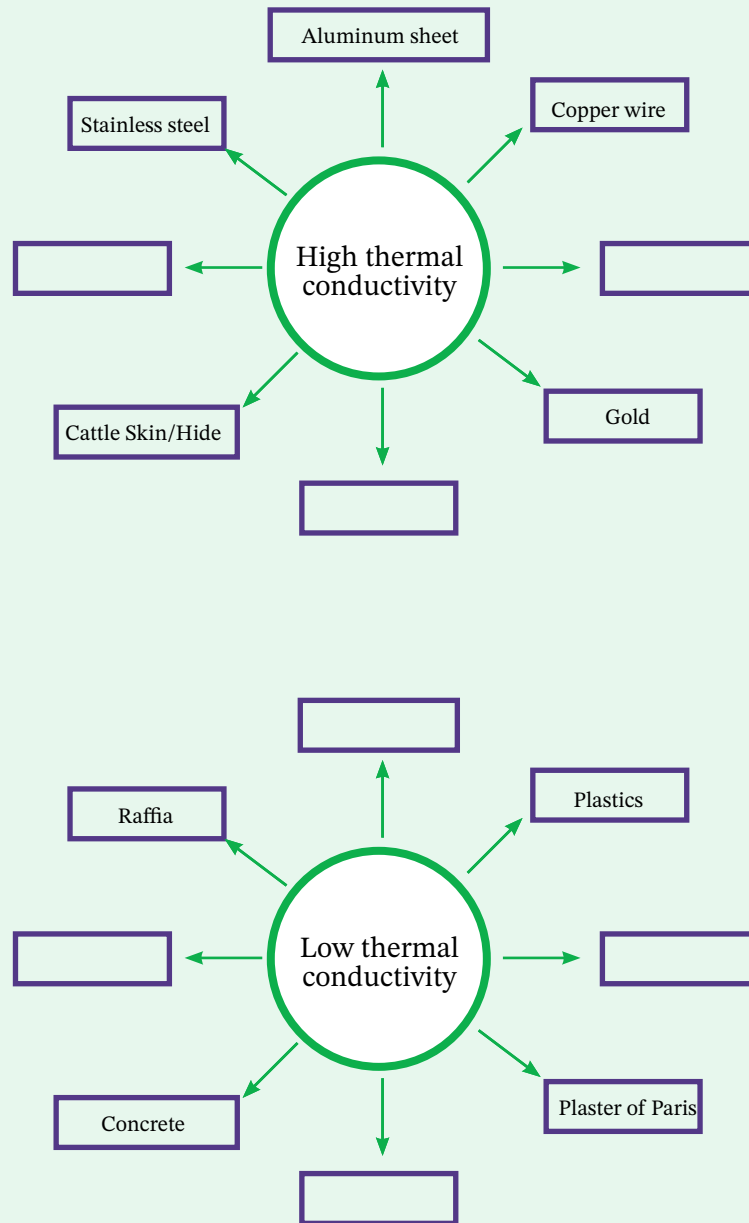 Aluminum sheet
Stainless steel
Copper wire
High thermal
conductivity
Cattle Skin/Hide
Gold
Raffia
Plastics
Low thermal
conductivity
Concrete
Plaster of Paris